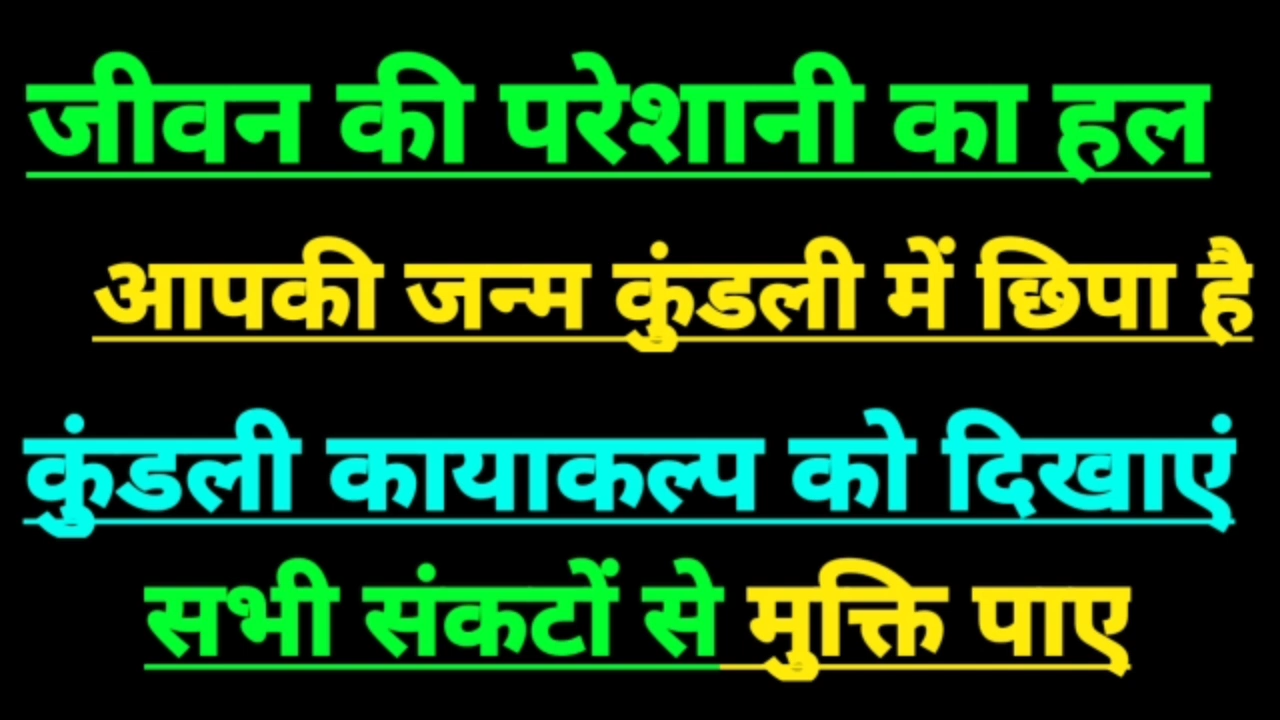 जीवन की परेशानी का हल
आपकी जन्म कुंडली में छिपा है
कुंडली कायाकल्प को दिखाएं
सभी संकटों से मुक्ति पाए